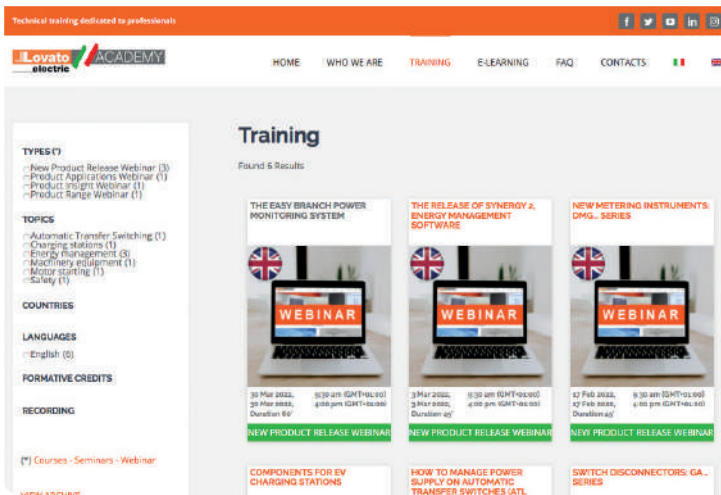 Technical training dedicated to professionals
Lovato electric ACADEMY
HOME WHO WE ARE TRAINING E-LEARNING FAQ CONTACTS
TYPES (*)
New Product Release Webinar (3)
Product Applications Webinar (1)
Product Insight Webinar (1)
Product Range Webinar (1)
TOPICS
Automatic Transfer Switching (1)
Charging stations (1)
Energy management (3)
Machinery equipment (1)
Motor starting (1)
Safety (1)
COUNTRIES
LANGUAGES
English (6)
FORMATIVE CREDITS
RECORDING
(*) Courses - Seminars - Webinar
VIEW ARCHIVE
Training
Found 6 Results
THE EASY BRANCH POWER
MONITORING SYSTEM
WEBINAR
30 Mar 2022, 9:30 am (GMT+01:00)
30 Mar 2022, 4:00 pm (GMT+01:00)
Duration 60'
NEW PRODUCT RELEASE WEBINAR
THE RELEASE OF SYNERGY 2,
ENERGY MANAGEMENT
SOFTWARE
WEBINAR
3 Mar 2022, 9:30 am (GMT+01:00)
3 Mar 2022, 4:00 pm (GMT+01:00)
Duration 45'
NEW PRODUCT RELEASE WEBINAR
NEW METERING INSTRUMENTS:
DMG... SERIES
WEBINAR
17 Feb 2022, 9:30 am (GMT+01:00)
17 Feb 2022, 4:00 pm (GMT+01:00)
Duration 45'
NEW PRODUCT RELEASE WEBINAR
COMPONENTS FOR EV
CHARGING STATIONS
HOW TO MANAGE POWER
SUPPLY ON AUTOMATIC
TRANSFER SWITCHES (ATL
SWITCH DISCONNECTORS: GA...
SERIES